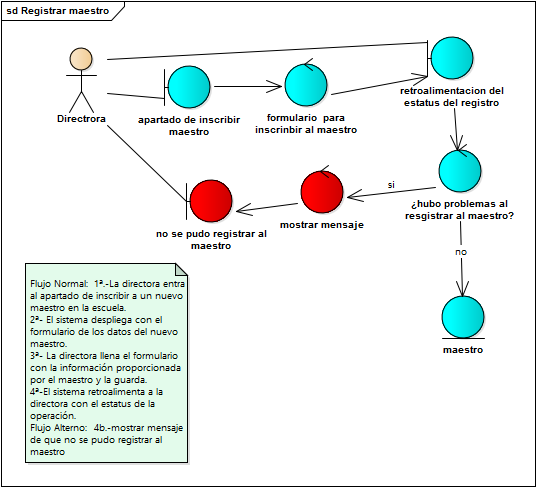 sd Registrar maestro
Directrora
apartado de inscribir
maestro
formulario para
inscrinbir al maestro
retroalimentacion del
estatus del registro
¿hubo problemas al
resgistrar al maestro?
si
mostrar mensaje
no se pudo registrar al
maestro
no
maestro
Flujo Normal: 1ª.-La directora entra
al apartado de inscribir a un nuevo
maestro en la escuela.
2ª- El sistema despliega con el
formulario de los datos del nuevo
maestro.
3ª- La directora llena el formulario
con la información proporcionada
por el maestro y la guarda.
4ª-El sistema retroalimenta a la
directora con el estatus de la
operación.
Flujo Alterno: 4b.-mostrar mensaje
de que no se pudo registrar al
maestro